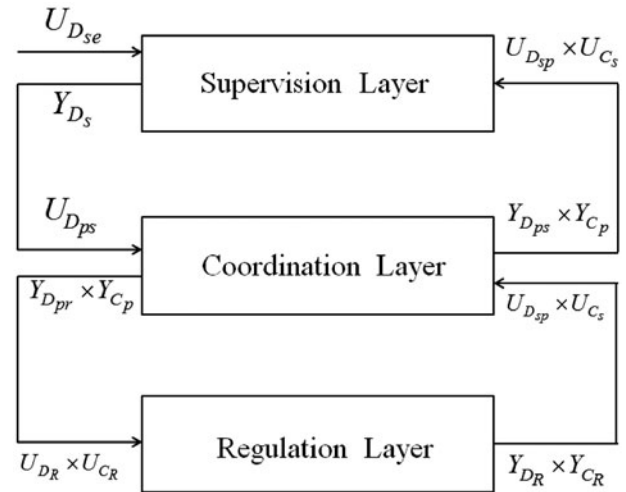 U_{D_{se}}
U_{D_{sp}} × U_{C_s}
Supervision Layer
Y_{D_s}
U_{D_{ps}}
Y_{D_{ps}} × Y_{C_p}
Coordination Layer
Y_{D_{pr}} × Y_{C_p}
U_{D_{sp}} × U_{C_s}
Regulation Layer
U_{D_R} × U_{C_R}
Y_{D_R} × Y_{C_R}